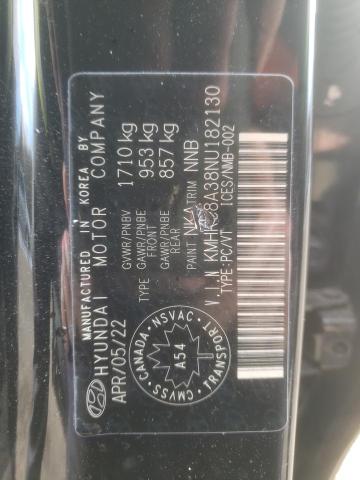 MANUFACTURED IN KOREA BY
HYUNDAI MOTOR COMPANY
APR/05/22
GVWR/PNBV 1710 kg
TYPE GAWR/PNBE FRONT 953 kg
GAWR/PNBE REAR 857 kg
PAINT NKA TRIM NNB
V.I.N 8A38NU182130
TYPE:PC/VT ICES/NMB-002
CANADA NSVAC
A54
CMVSS TRANSPORT